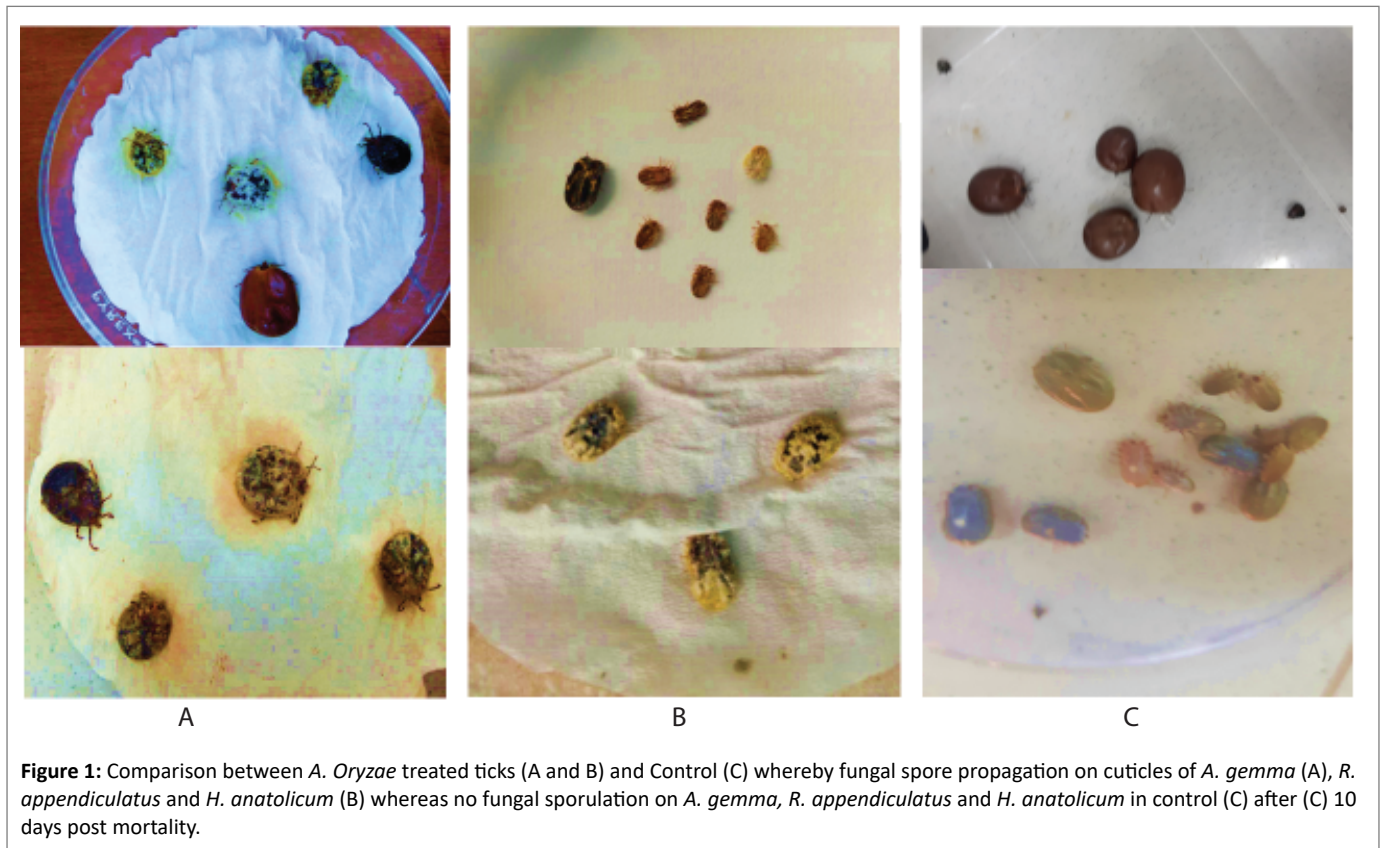 A
B
C
Figure 1: Comparison between A. Oryzae treated ticks (A and B) and Control (C) whereby fungal spore propagation on cuticles of A. gemma (A), R.
appendiculatus and H. anatolicum (B) whereas no fungal sporulation on A. gemma, R. appendiculatus and H. anatolicum in control (C) after (C) 10
days post mortality.